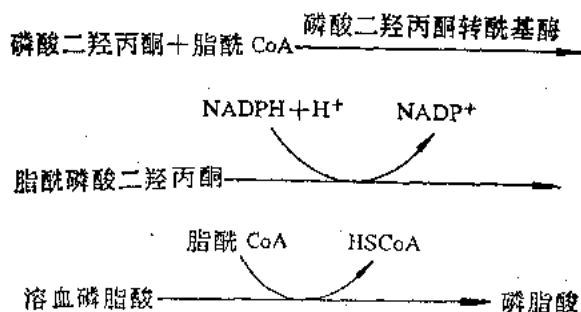 磷酸二羟丙酮转酰基酶
磷酸二羟丙酮+脂酰 CoA
NADPH+H⁺ NADP⁺
脂酰磷酸二羟丙酮
脂酰 CoA HSCoA
溶血磷脂酸 磷脂酸